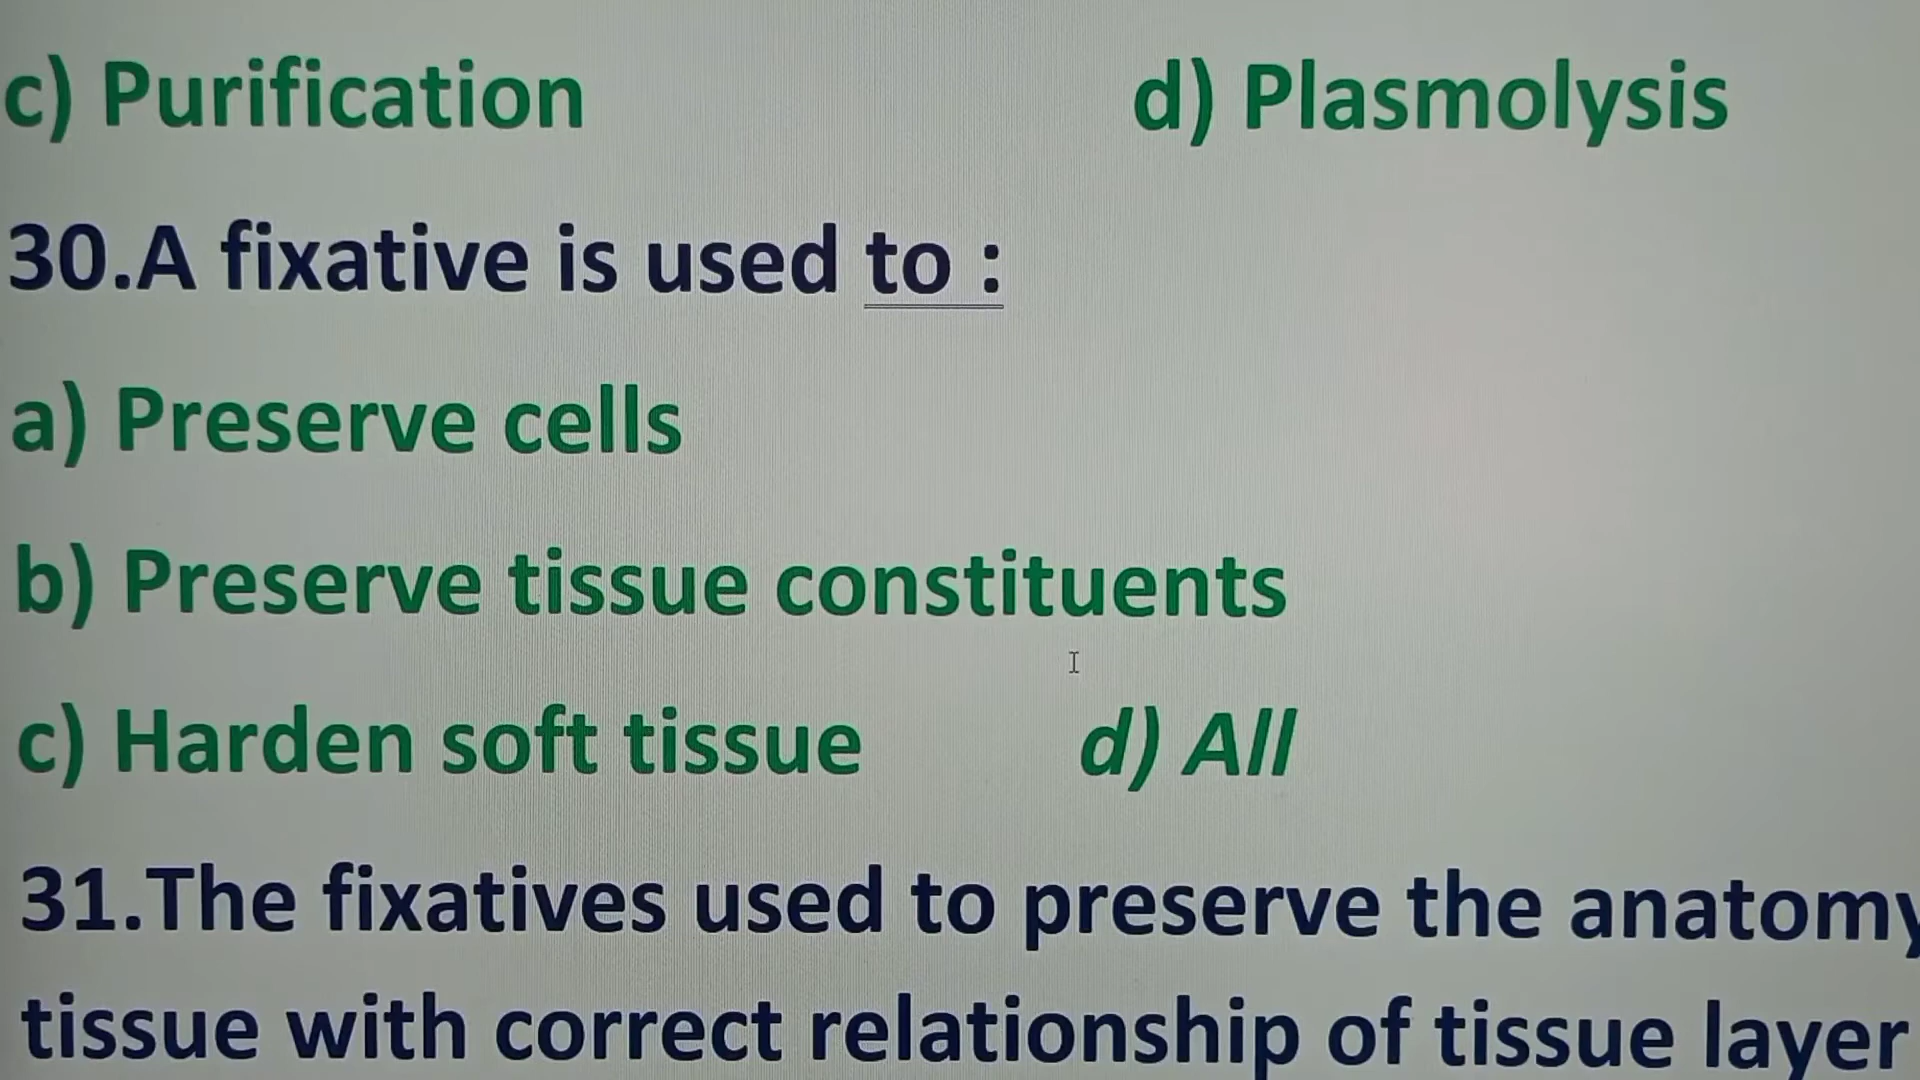 c) Purification d) Plasmolysis
30.A fixative is used to :
a) Preserve cells
b) Preserve tissue constituents
c) Harden soft tissue d) All
31.The fixatives used to preserve the anatomy
tissue with correct relationship of tissue layer